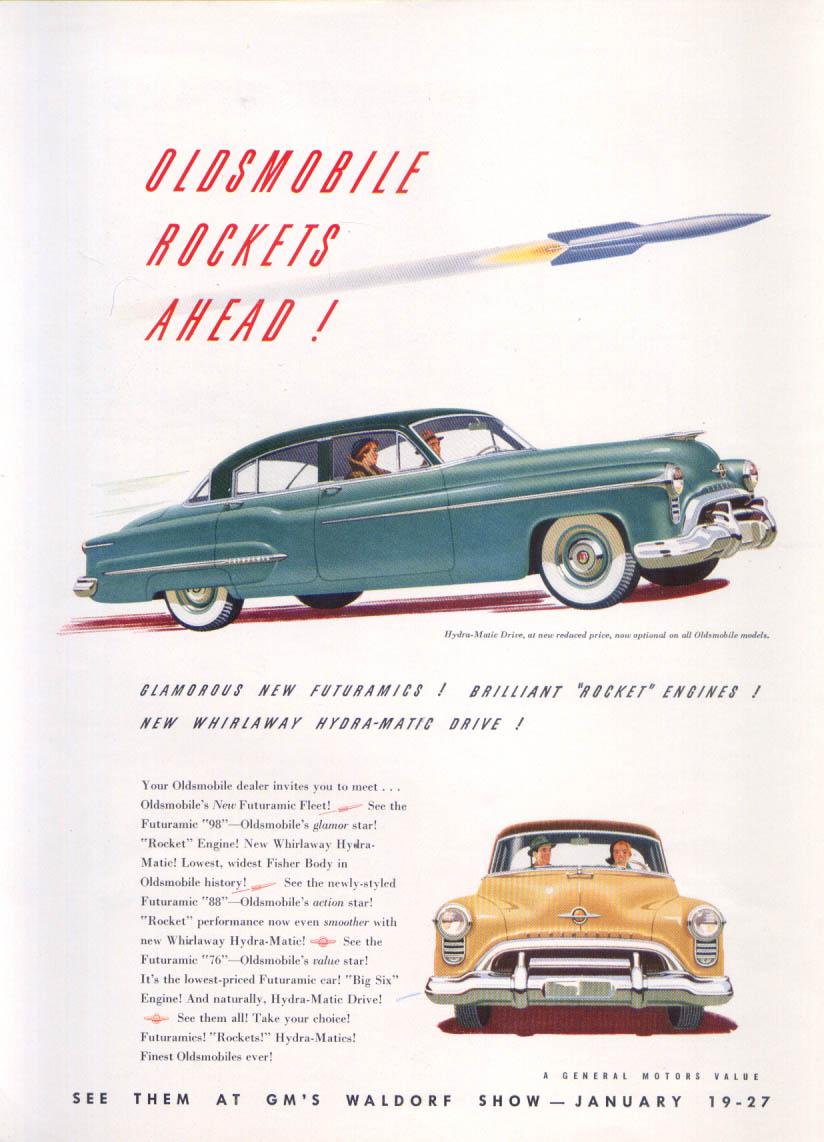 OLDSMOBILE
ROCKETS
AHEAD !
Hydra-Matic Drive, at new reduced price, now optional on all Oldsmobile models.
GLAMOROUS NEW FUTURAMICS ! BRILLIANT "ROCKET" ENGINES !
NEW WHIRLAWAY HYDRA-MATIC DRIVE !
Your Oldsmobile dealer invites you to meet . . .
Oldsmobile's New Futuramic Fleet! See the
Futuramic "98"—Oldsmobile's glamor star!
"Rocket" Engine! New Whirlaway Hydra-
Matic! Lowest, widest Fisher Body in
Oldsmobile history! See the newly-styled
Futuramic "88"—Oldsmobile's action star!
"Rocket" performance now even smoother with
new Whirlaway Hydra-Matic! See the
Futuramic "76"—Oldsmobile's value star!
It's the lowest-priced Futuramic car! "Big Six"
Engine! And naturally, Hydra-Matic Drive!
See them all! Take your choice!
Futuramics! "Rockets!" Hydra-Matics!
Finest Oldsmobiles ever!
A GENERAL MOTORS VALUE
SEE THEM AT GM'S WALDORF SHOW—JANUARY 19-27